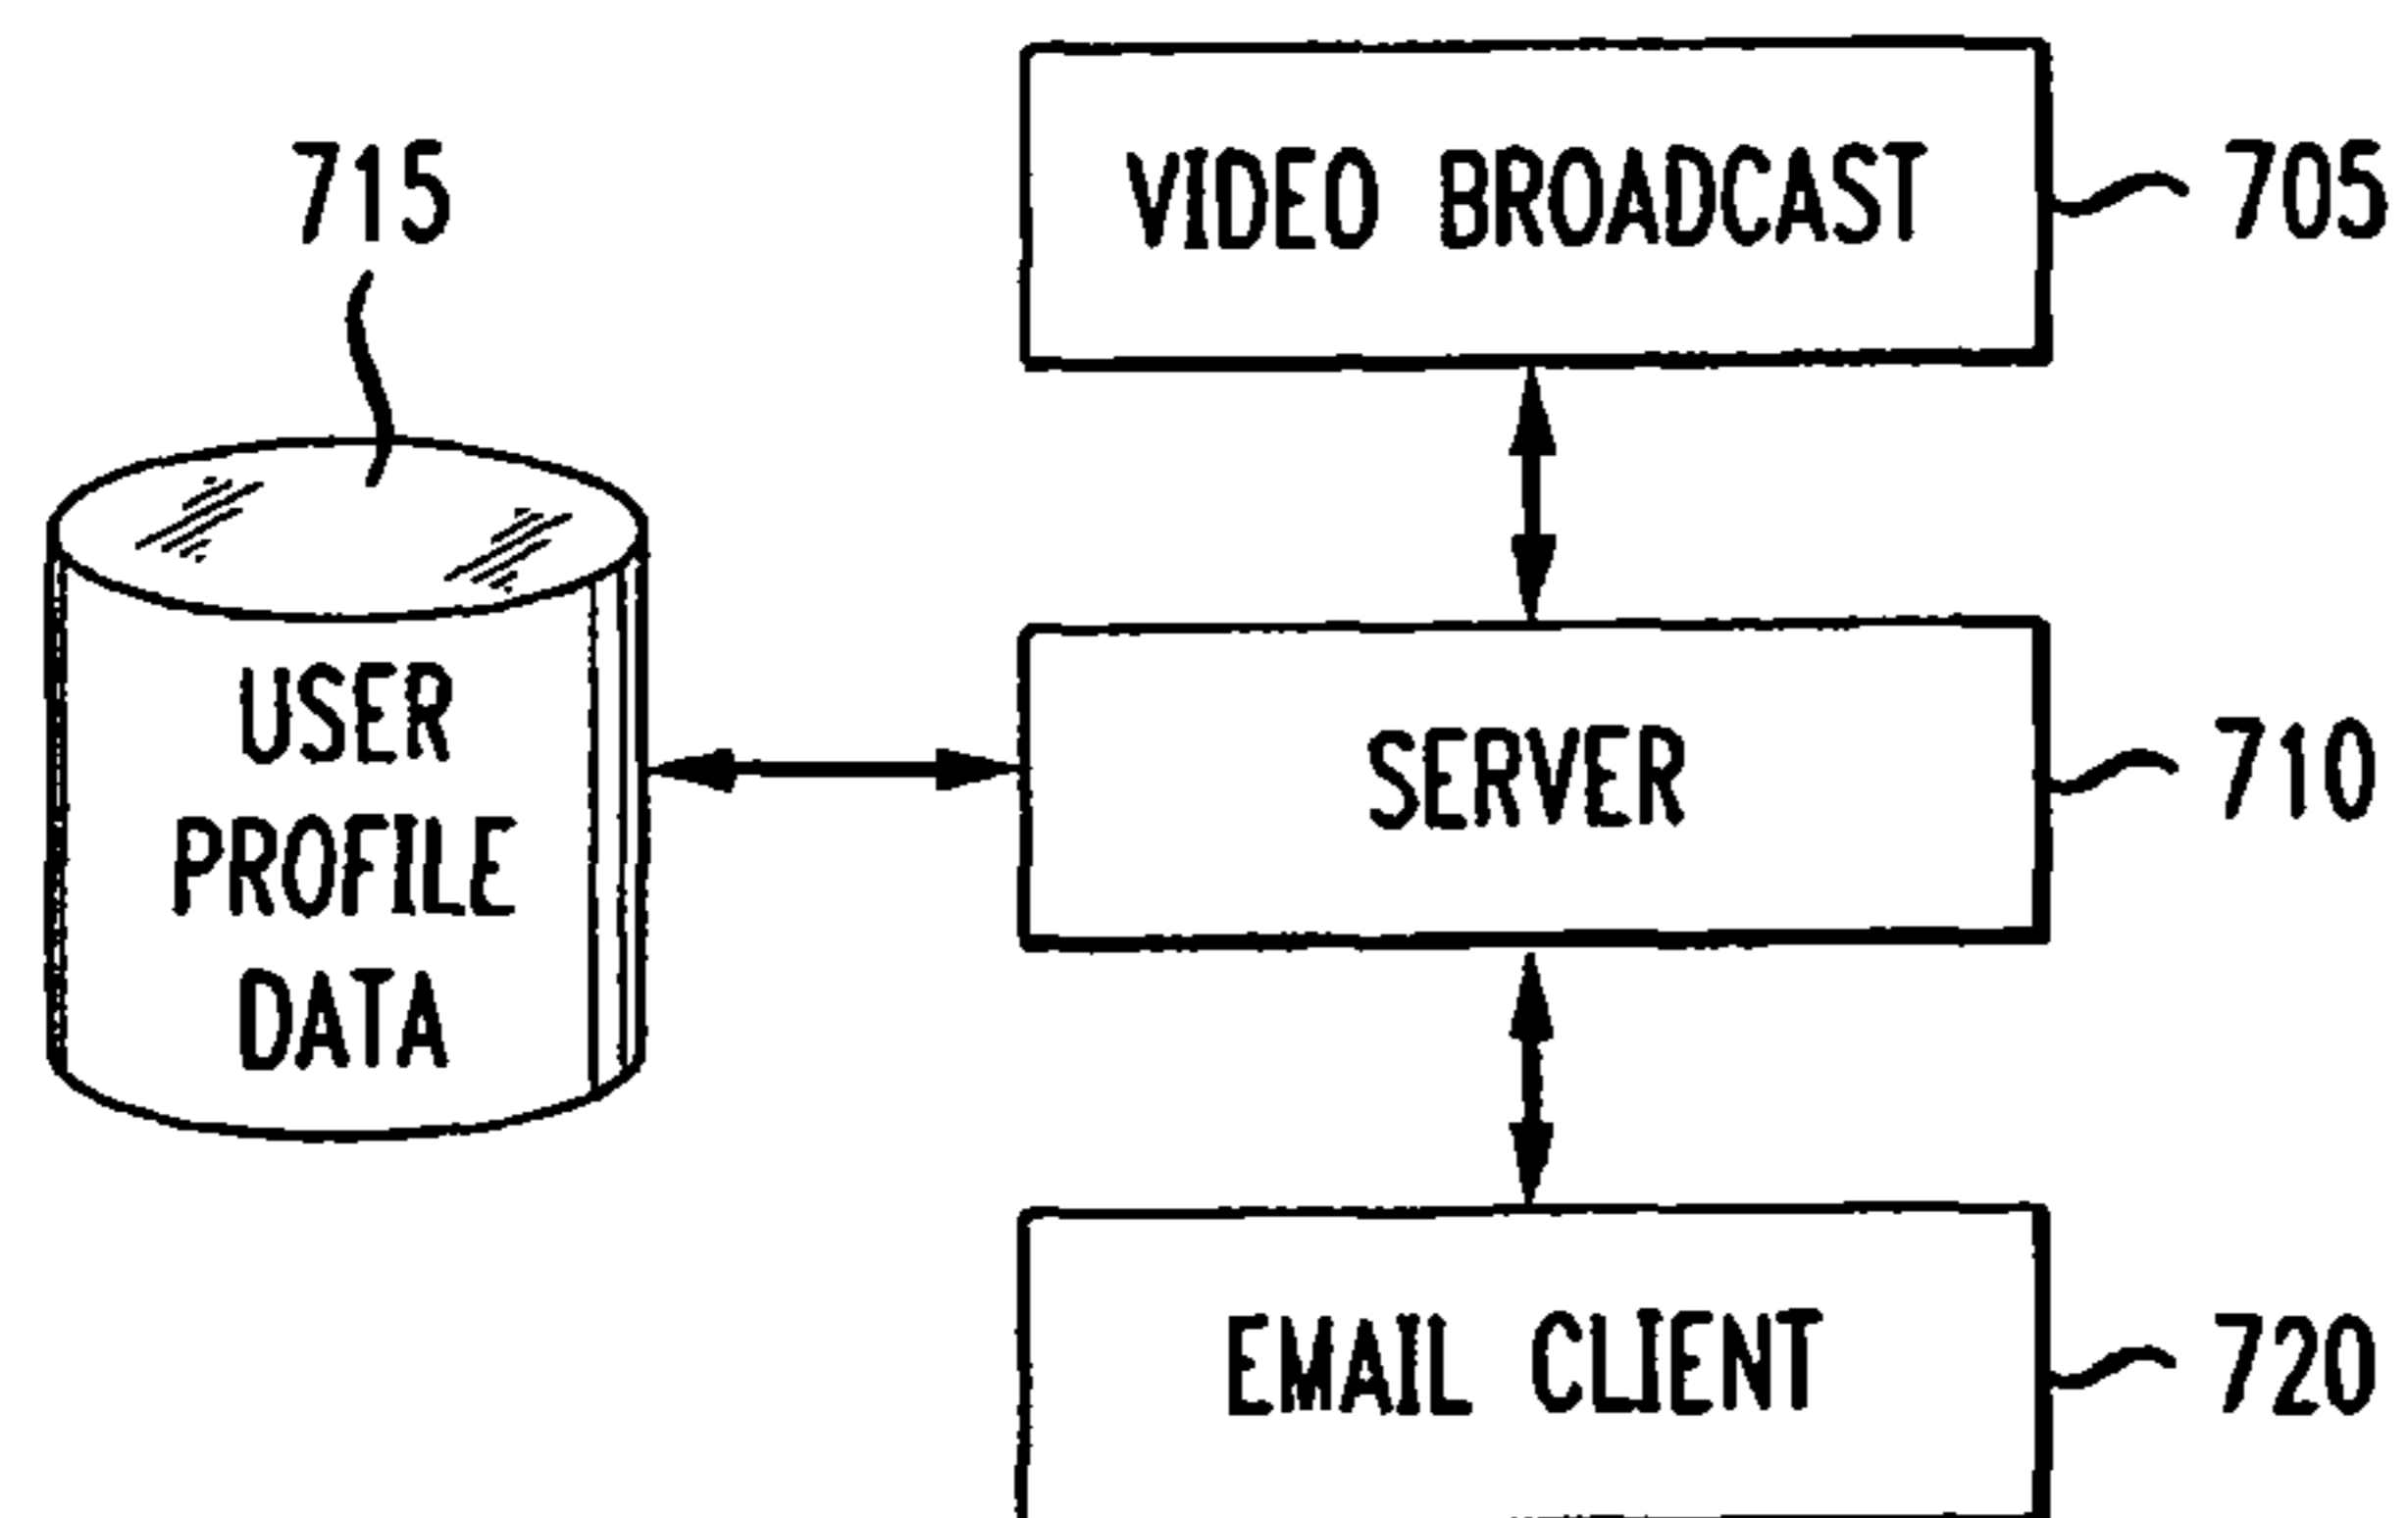 715
VIDEO BROADCAST
705
USER
PROFILE
DATA
SERVER
710
EMAIL CLIENT
720